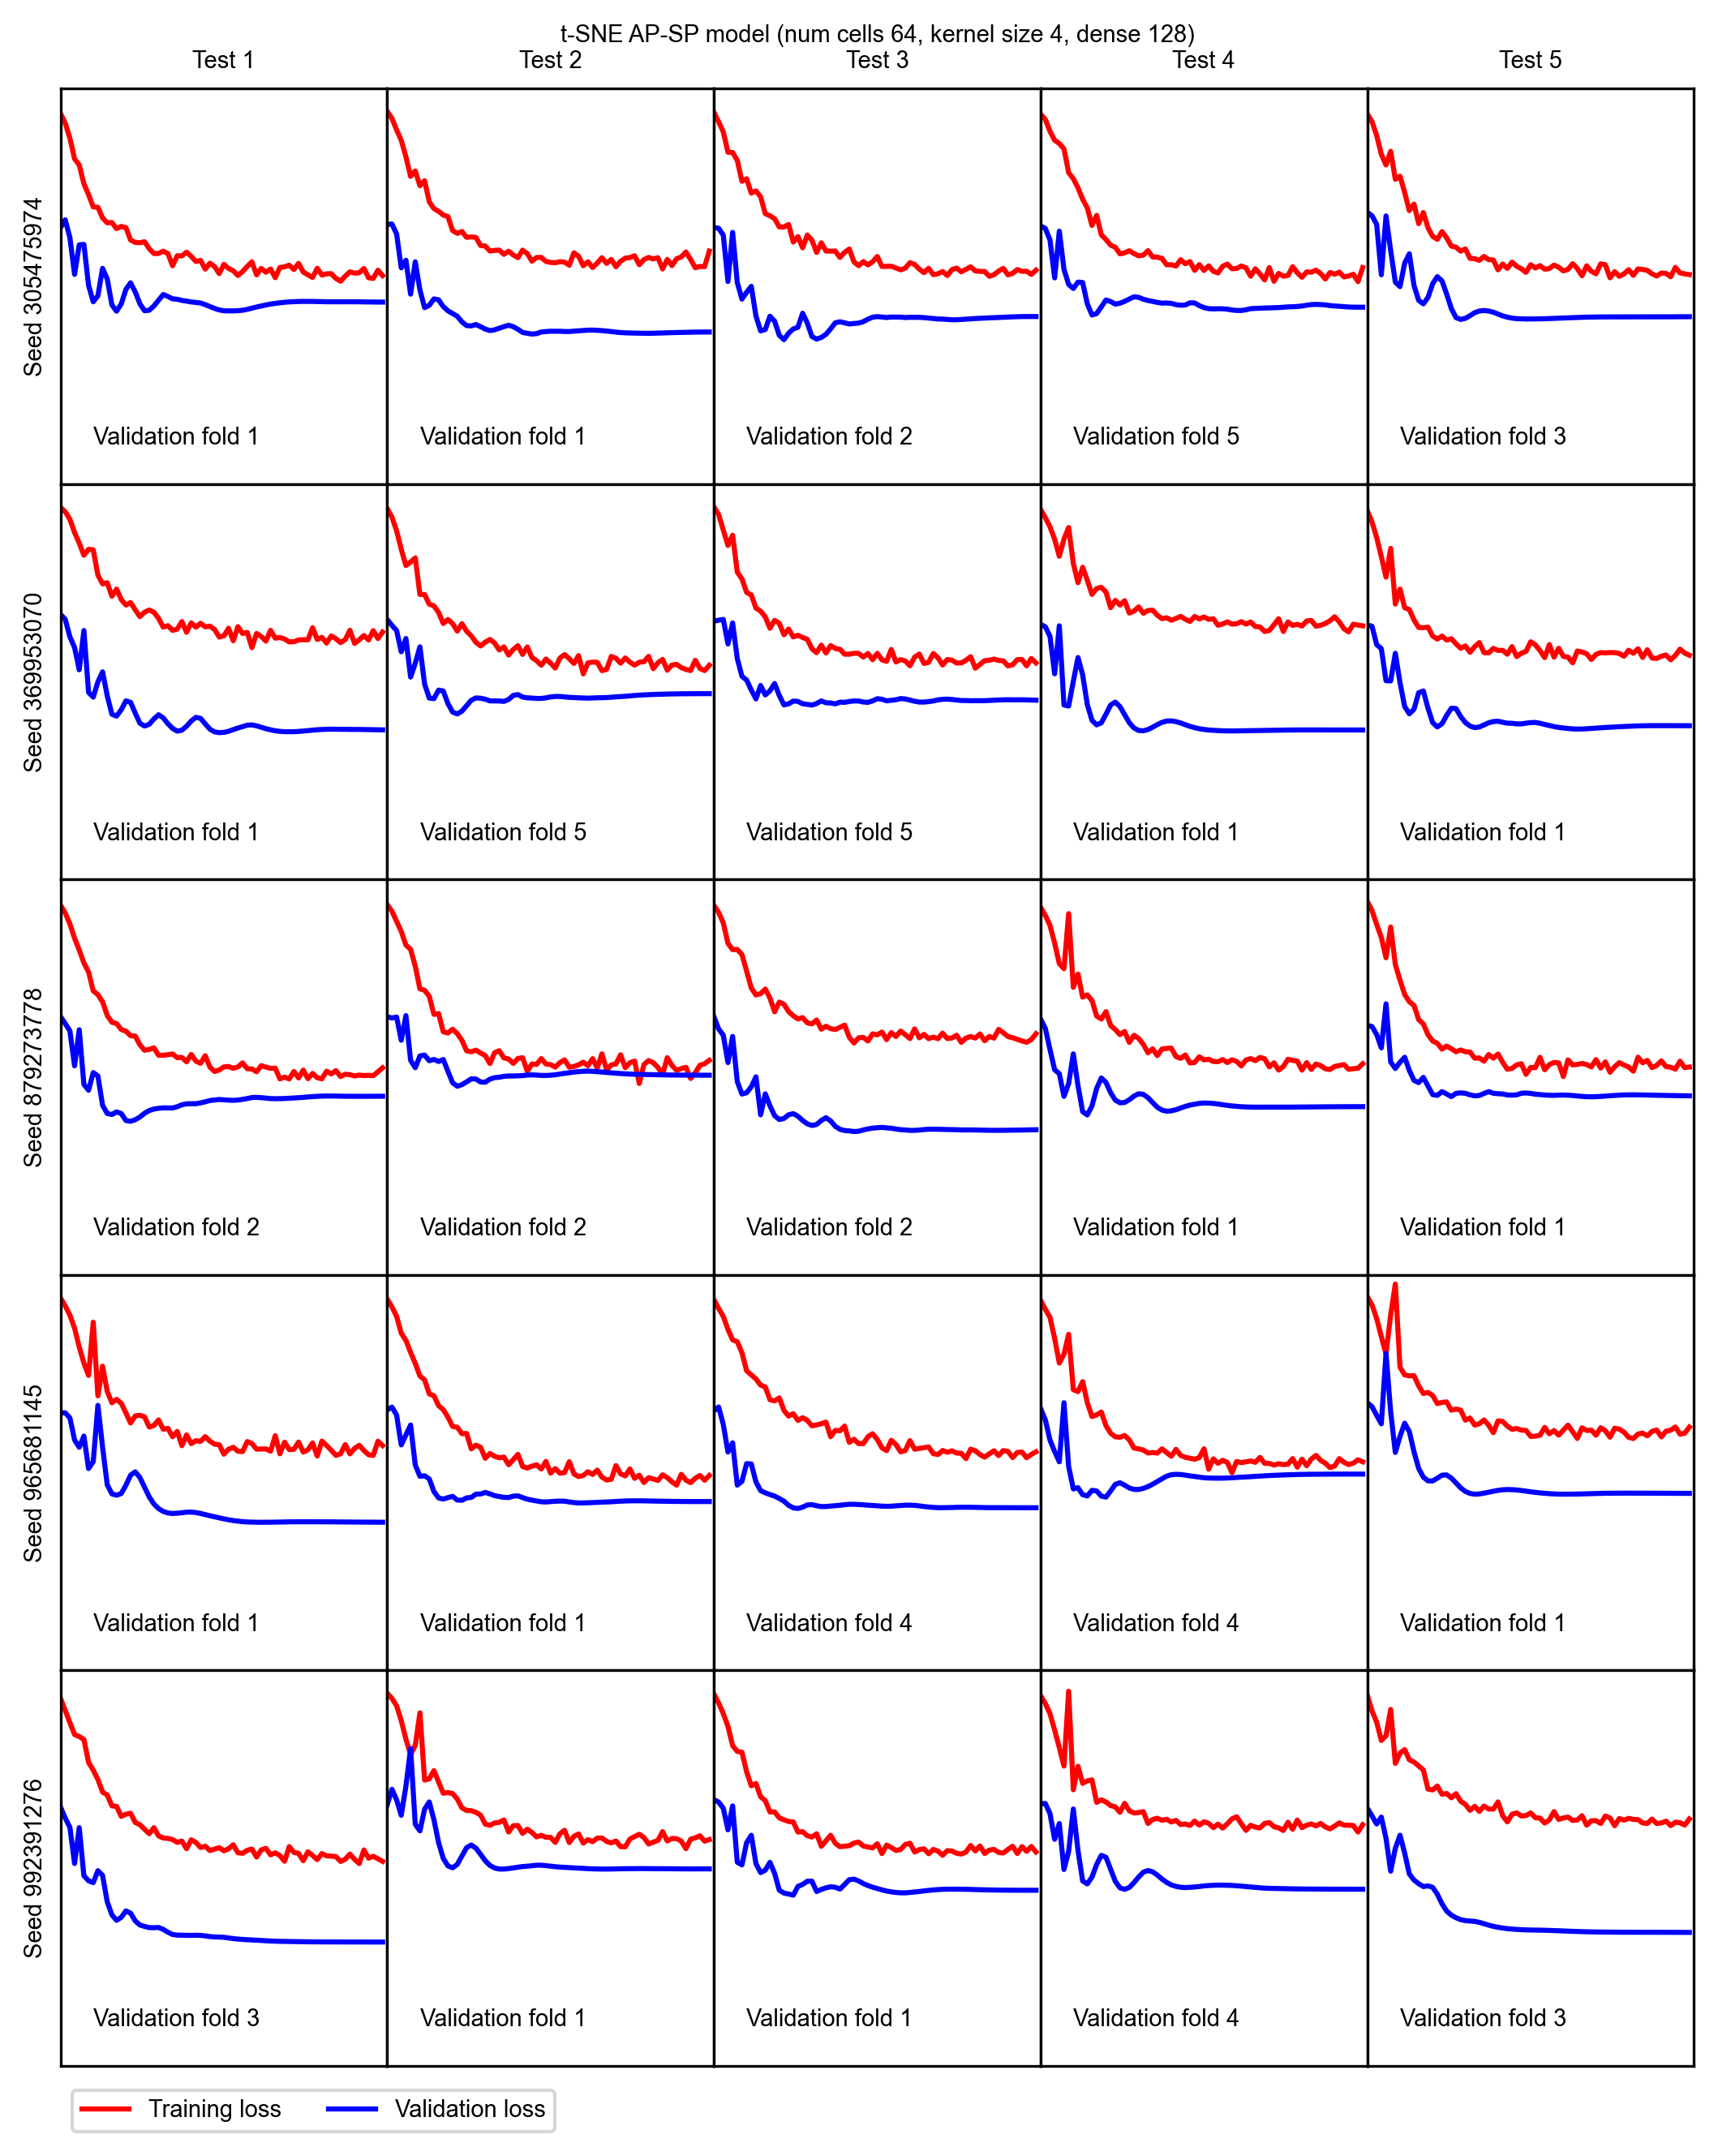 t-SNE AP-SP model (num cells 64, kernel size 4, dense 128)
Test 1 Test 2 Test 3 Test 4 Test 5
Seed 305475974
Validation fold 1 Validation fold 1 Validation fold 2 Validation fold 5 Validation fold 3
Seed 369953070
Validation fold 1 Validation fold 5 Validation fold 5 Validation fold 1 Validation fold 1
Seed 879273778
Validation fold 2 Validation fold 2 Validation fold 2 Validation fold 1 Validation fold 1
Seed 965681145
Validation fold 1 Validation fold 1 Validation fold 4 Validation fold 4 Validation fold 1
Seed 992391276
Validation fold 3 Validation fold 1 Validation fold 1 Validation fold 4 Validation fold 3
Training loss Validation loss